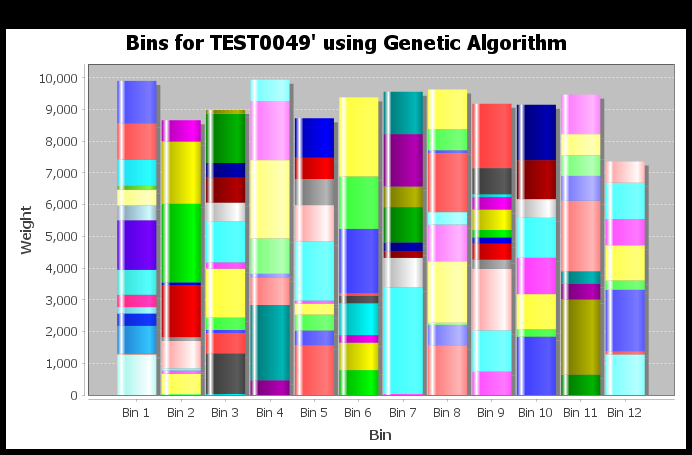 Bins for TEST0049' using Genetic Algorithm
10,000
9,000
8,000
7,000
6,000
5,000
4,000
3,000
2,000
1,000
0
Weight
Bin 1 Bin 2 Bin 3 Bin 4 Bin 5 Bin 6 Bin 7 Bin 8 Bin 9 Bin 10 Bin 11 Bin 12
Bin